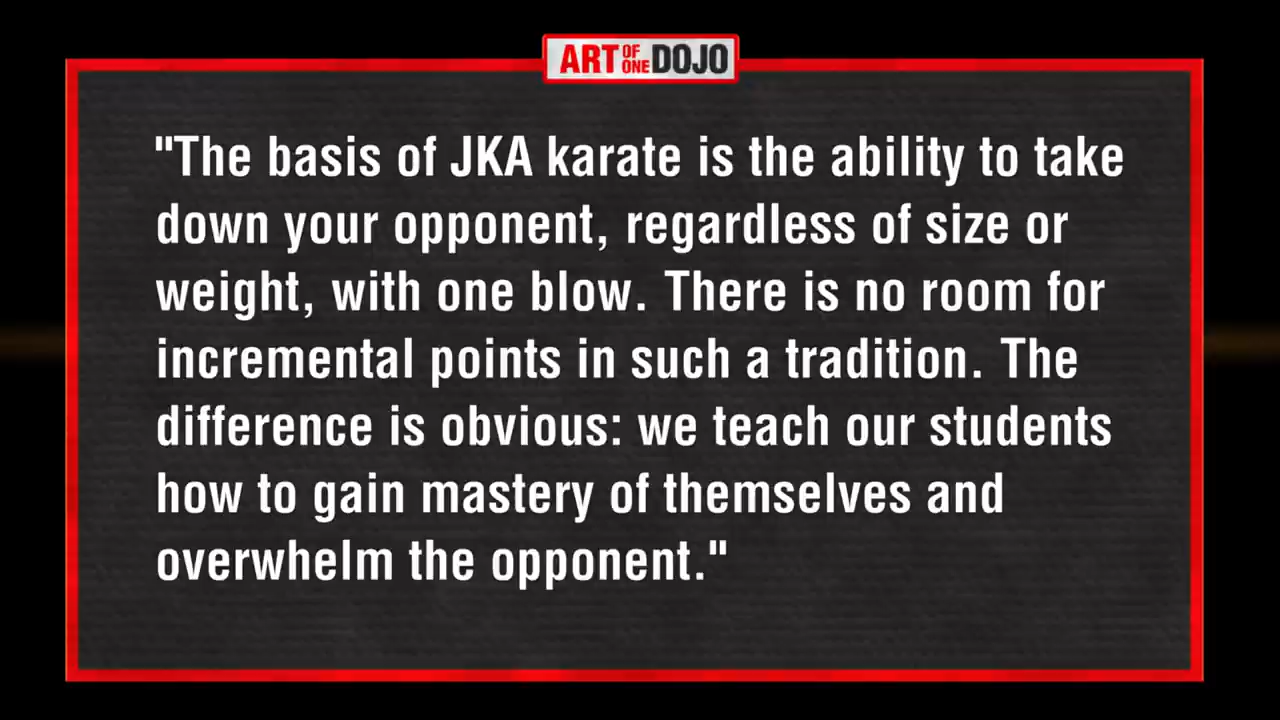 ART OF ONE DOJO
"The basis of JKA karate is the ability to take
down your opponent, regardless of size or
weight, with one blow. There is no room for
incremental points in such a tradition. The
difference is obvious: we teach our students
how to gain mastery of themselves and
overwhelm the opponent."